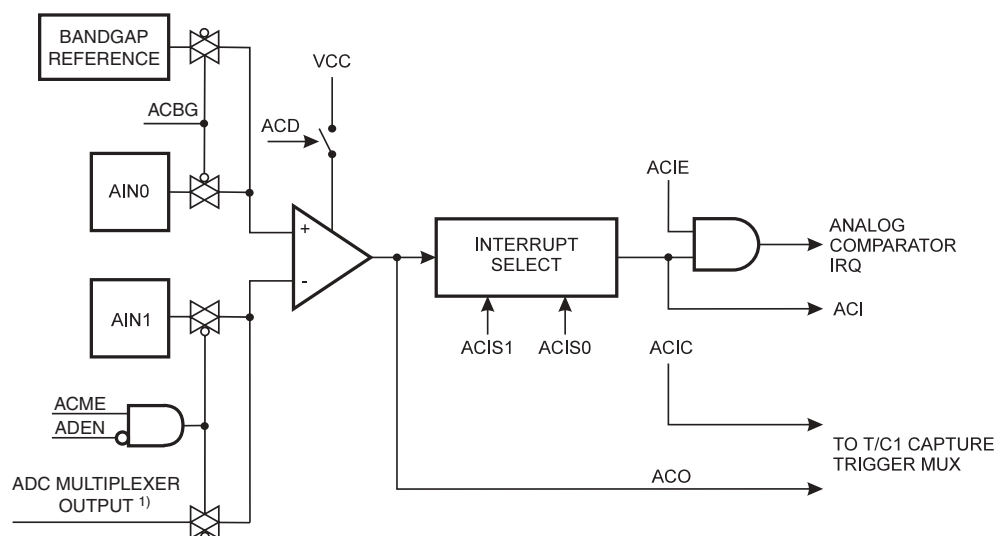 BANDGAP
REFERENCE
VCC
ACBG
ACD
ACIE
AIN0
+
INTERRUPT
SELECT
ANALOG
COMPARATOR
IRQ
-
AIN1
ACI
ACIS1
ACIS0
ACIC
ACME
ADEN
TO T/C1 CAPTURE
TRIGGER MUX
ADC MULTIPLEXER
OUTPUT 1)
ACO